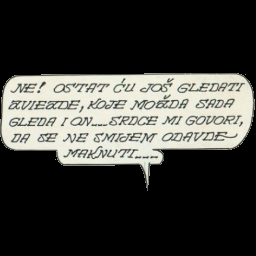 NE! OSTAT ĆU JOŠ GLEDATI
ZVIEZDE, KOJE MOŽDA SADA
GLEDA I ON... SRDCE MI GOVORI,
DA SE NE SMIJEM ODAVDE
MAKNUTI...